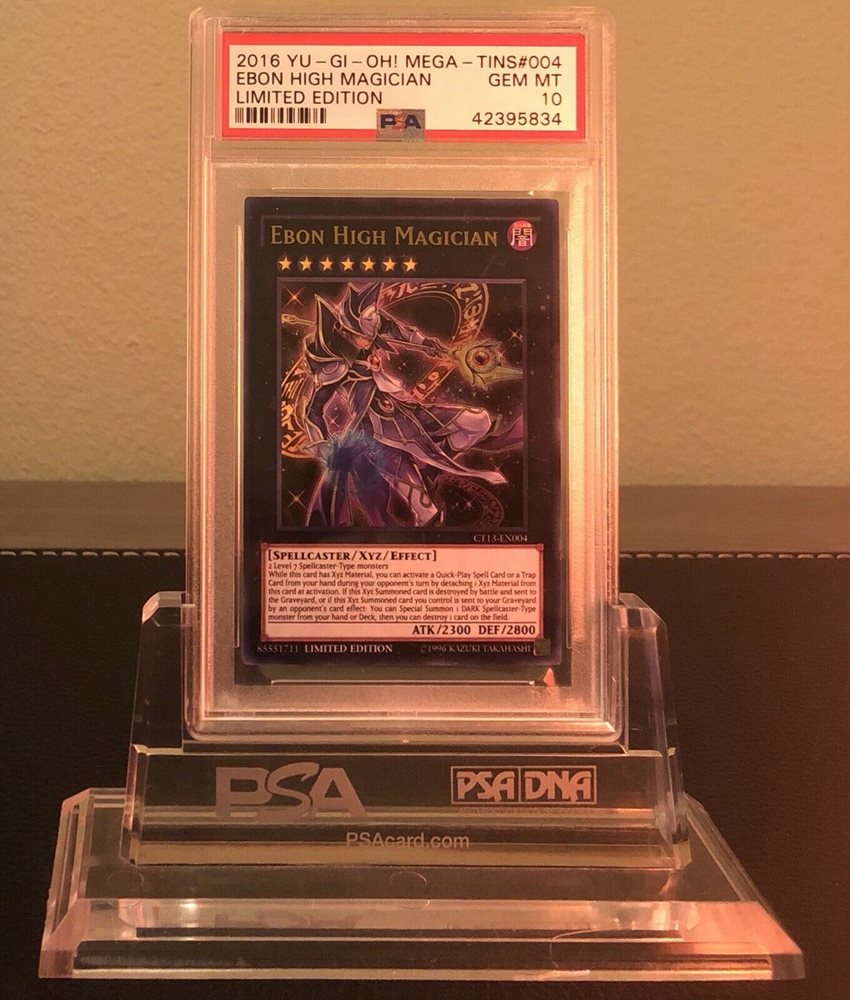 2016 YU-GI-OH! MEGA-TINS#004
EBON HIGH MAGICIAN GEM MT
LIMITED EDITION 10
PSA 42395834
EBON HIGH MAGICIAN 闇
CT13-EN004
[SPELLCASTER/XYZ/EFFECT]
2 Level 7 Spellcaster-Type monsters
While this card has Xyz Material, you can activate a Quick-Play Spell Card or a Trap
Card from your hand during your opponent's turn by detaching 1 Xyz Material from
this card at activation. If this Xyz Summoned card is destroyed by battle and sent to
the Graveyard, or if this Xyz Summoned card you control is sent to your Graveyard
by an opponent's card effect: You can Special Summon 1 DARK Spellcaster-Type
monster from your hand or Deck, then you can destroy 1 card on the field.
ATK/2300 DEF/2800
85551711 LIMITED EDITION ©1996 KAZUKI TAKAHASHI
PSA PSA DNA
PSAcard.com